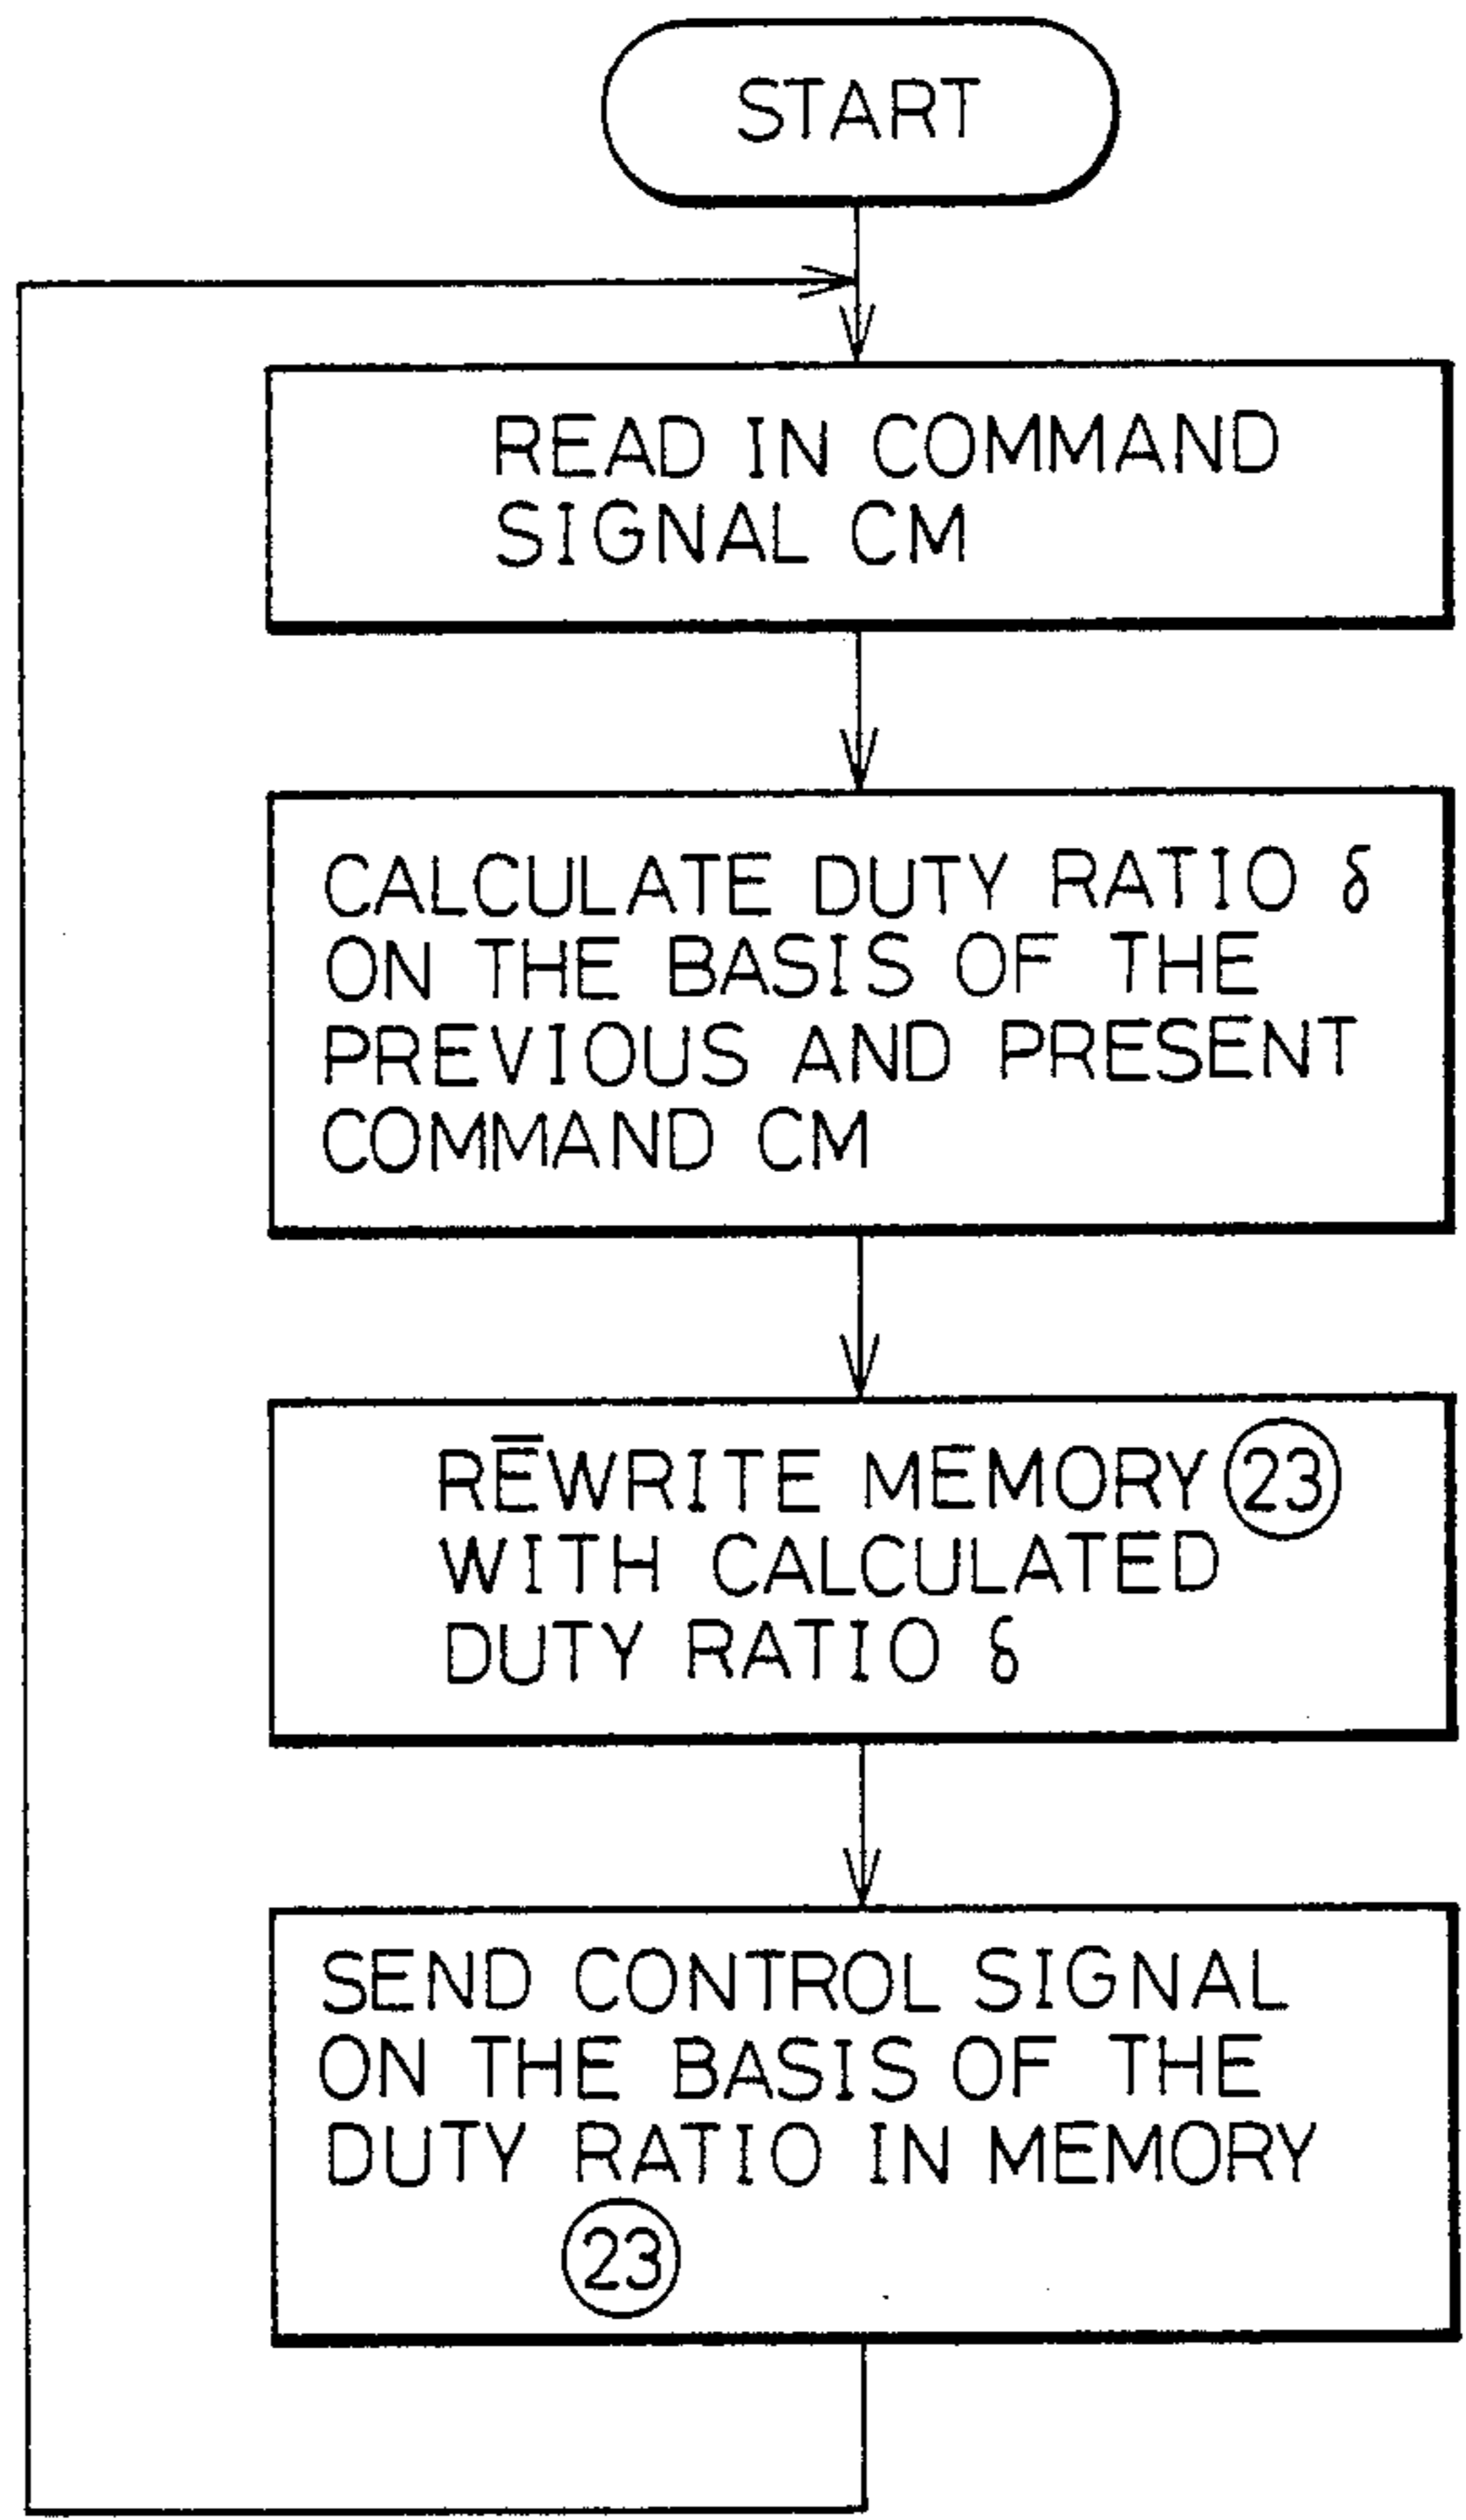 START
READ IN COMMAND
SIGNAL CM
CALCULATE DUTY RATIO δ
ON THE BASIS OF THE
PREVIOUS AND PRESENT
COMMAND CM
REWRITE MEMORY 23
WITH CALCULATED
DUTY RATIO δ
SEND CONTROL SIGNAL
ON THE BASIS OF THE
DUTY RATIO IN MEMORY
23